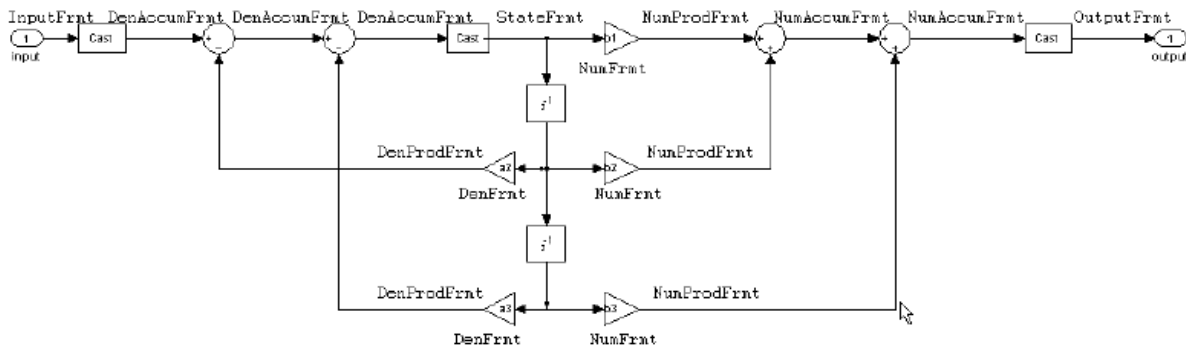 InputFrmt DenAccumFrmt DenAccumFrmt DenAccumFrmt StateFrmt NumProdFrmt NumAccumFrmt NumAccumFrmt OutputFrmt
1 Cast + - + - Cast b1 + + + + Cast 1
input NumFrmt output
z-1
DenProdFrmt NumProdFrmt
a2 b2
DenFrmt NumFrmt
z-1
DenProdFrmt NumProdFrmt
a3 b3
DenFrmt NumFrmt